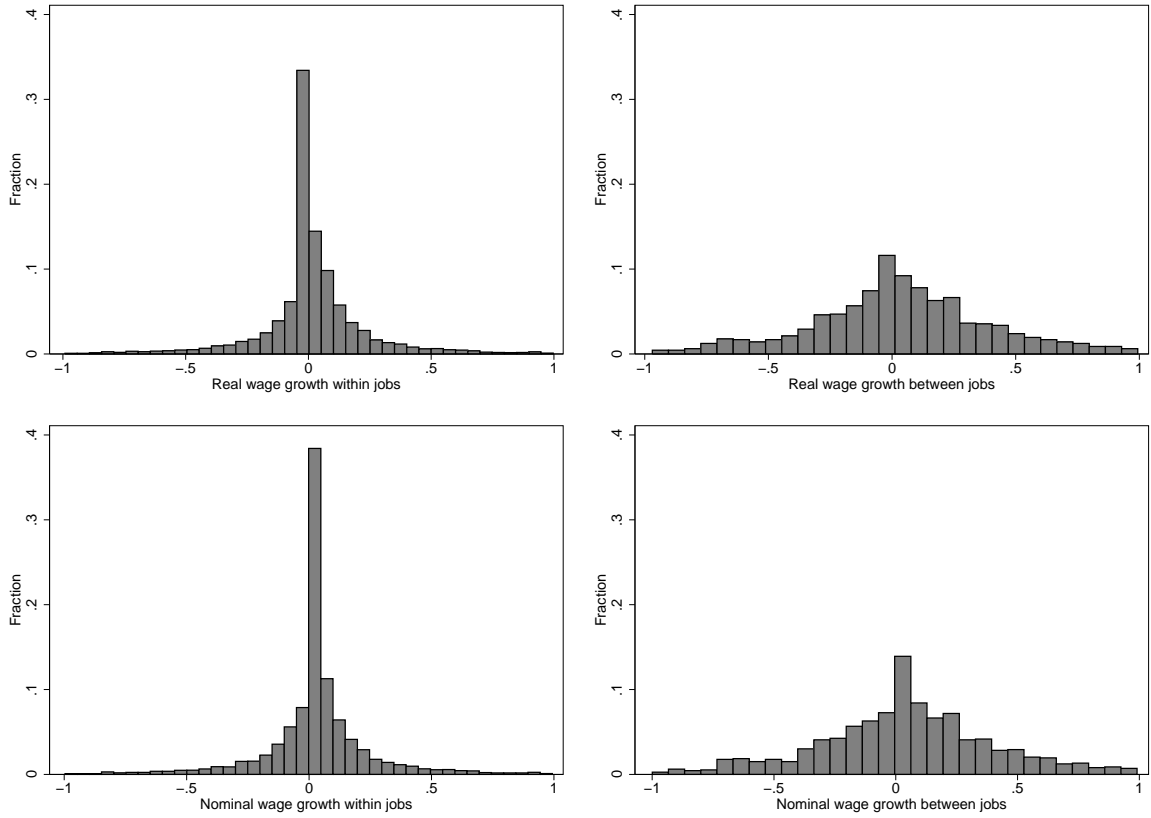 .4
.4
.3
.3
Fraction
Fraction
.2
.2
.1
.1
0
0
−1 −.5 0 .5 1
−1 −.5 0 .5 1
Real wage growth within jobs
Real wage growth between jobs
.4
.4
.3
.3
Fraction
Fraction
.2
.2
.1
.1
0
0
−1 −.5 0 .5 1
−1 −.5 0 .5 1
Nominal wage growth within jobs
Nominal wage growth between jobs